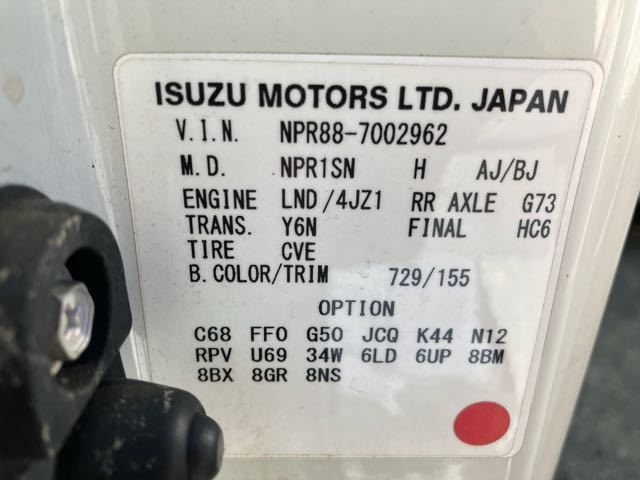 ISUZU MOTORS LTD. JAPAN
V.I.N. NPR88-7002962
M.D. NPR1SN H AJ/BJ
ENGINE LND/4JZ1 RR AXLE G73
TRANS. Y6N FINAL HC6
TIRE CVE
B.COLOR/TRIM 729/155
OPTION
C68 FF0 G50 JCQ K44 N12
RPV U69 34W 6LD 6UP 8BM
8BX 8GR 8NS